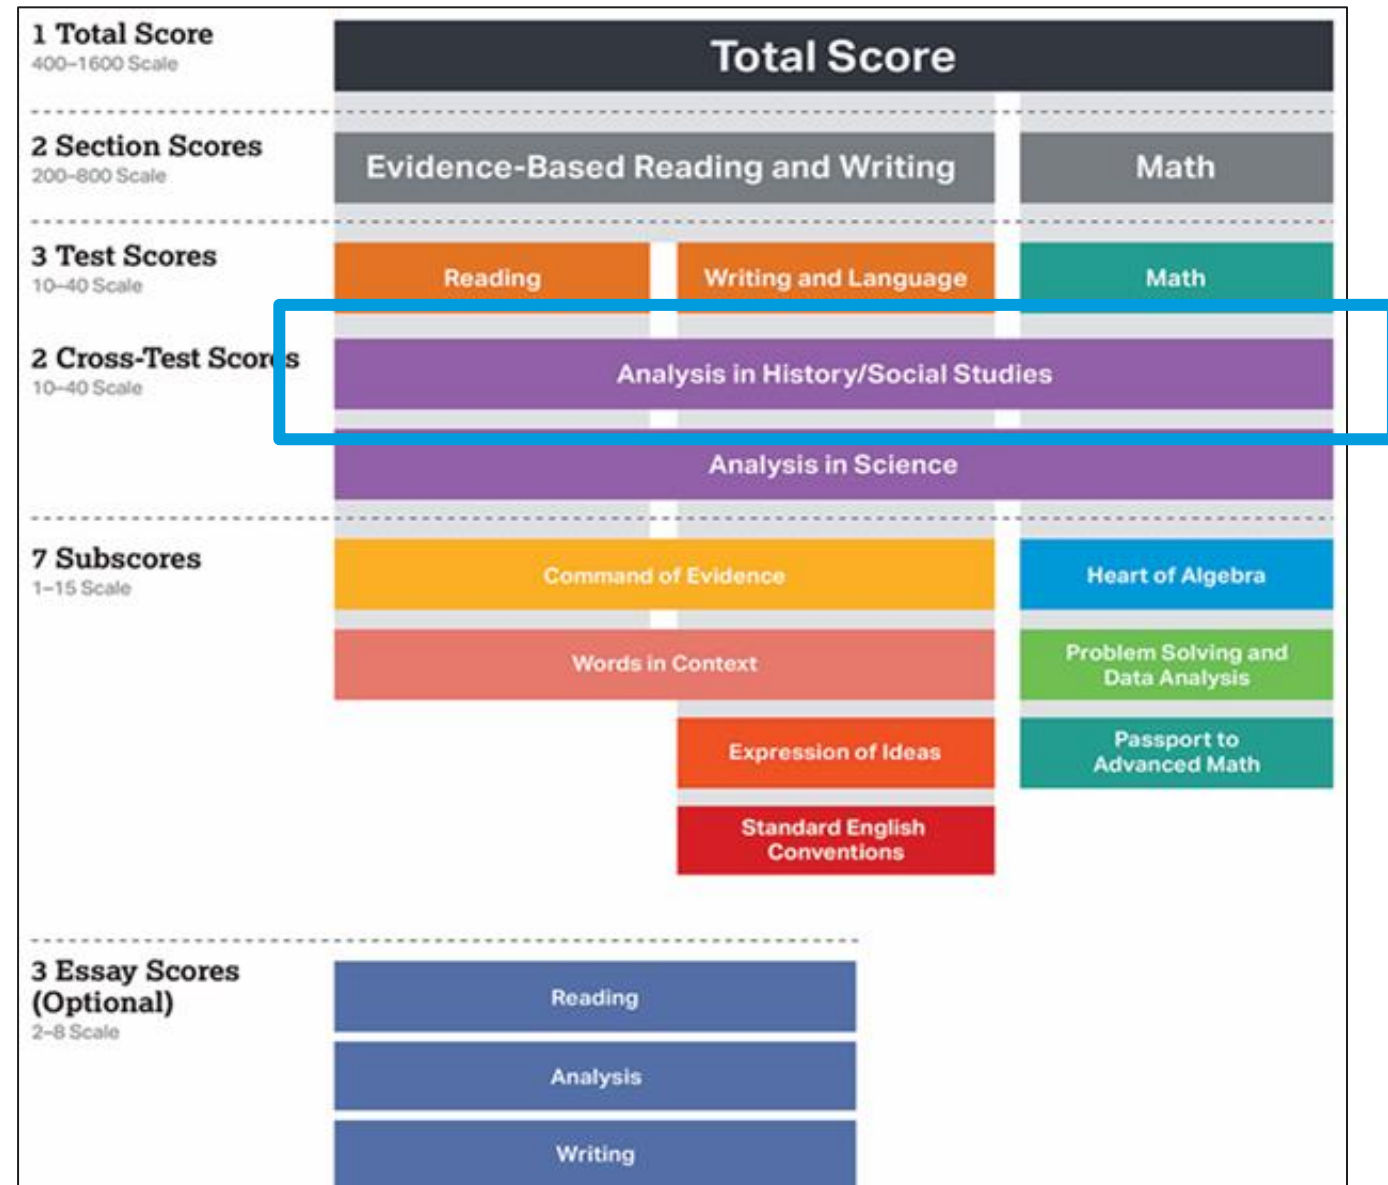 1 Total Score
400–1600 Scale
Total Score
2 Section Scores
200–800 Scale
Evidence-Based Reading and Writing
Math
3 Test Scores
10–40 Scale
Reading
Writing and Language
Math
2 Cross-Test Scores
10–40 Scale
Analysis in History/Social Studies
Analysis in Science
7 Subscores
1–15 Scale
Command of Evidence
Heart of Algebra
Words in Context
Problem Solving and
Data Analysis
Expression of Ideas
Passport to
Advanced Math
Standard English
Conventions
3 Essay Scores
(Optional)
2–8 Scale
Reading
Analysis
Writing